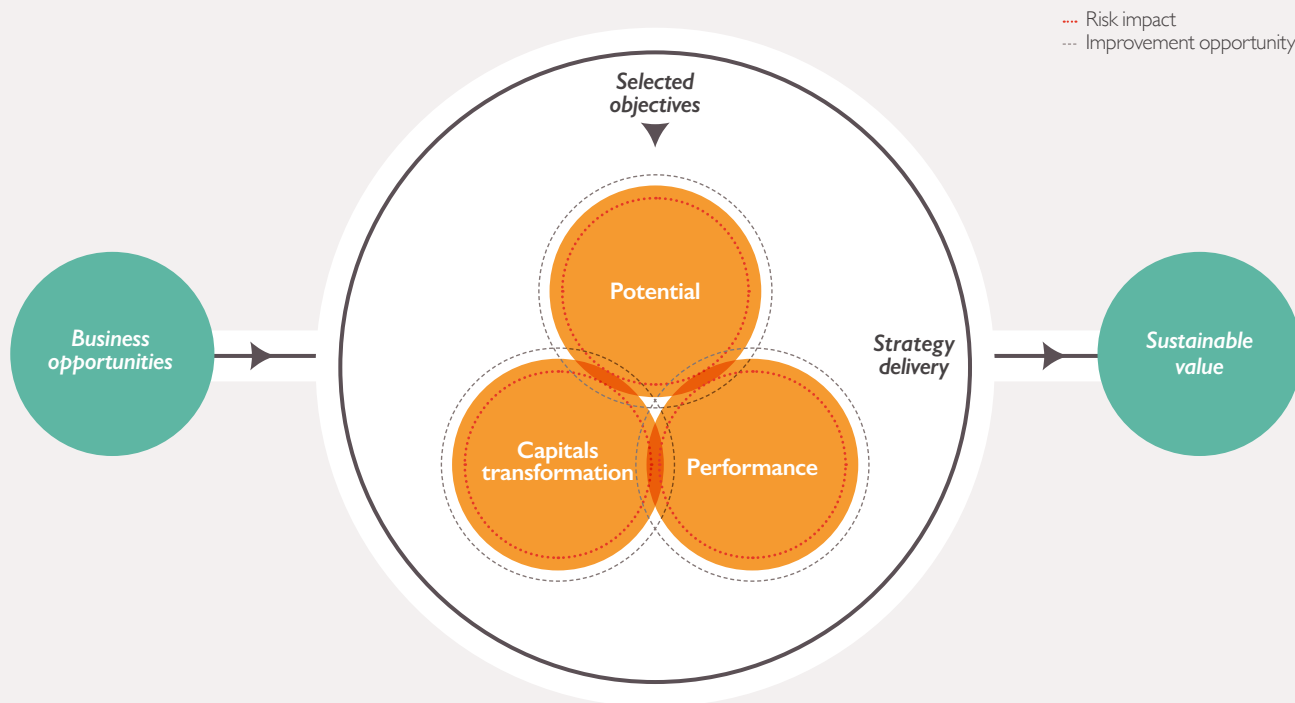 Risk impact
Improvement opportunity
Selected
objectives
Potential
Business
opportunities
Strategy
delivery
Sustainable
value
Capitals
transformation
Performance